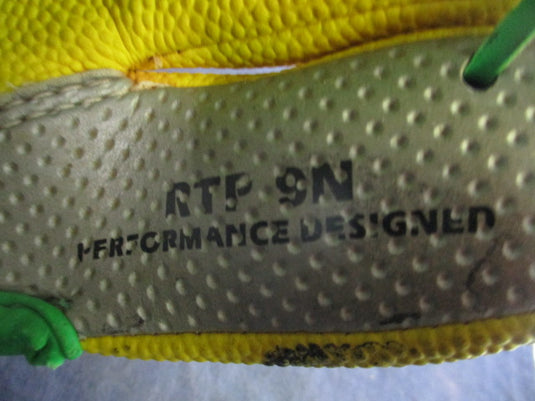 RTP 9N
PERFORMANCE DESIGNED